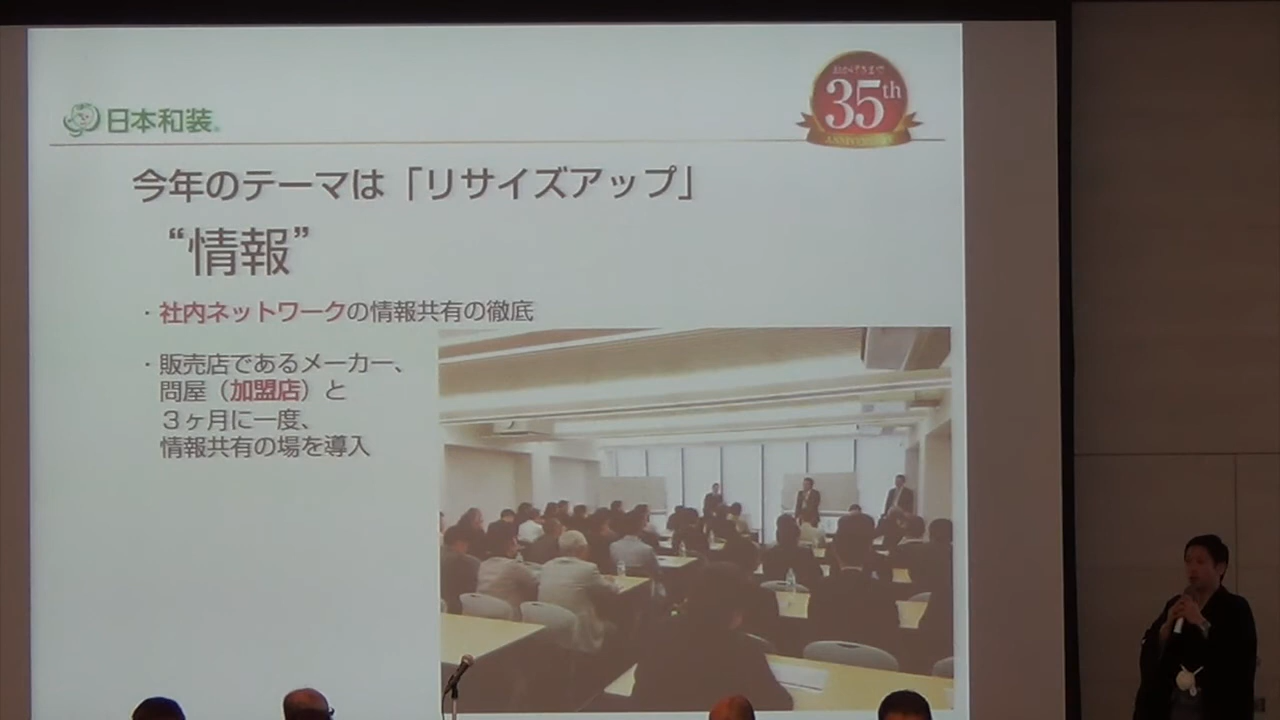 日本和装
35th
ANNIVERSARY
今年のテーマは「リサイズアップ」
“情報”
・社内ネットワークの情報共有の徹底
・販売店であるメーカー、
問屋（加盟店）と
３ヶ月に一度、
情報共有の場を導入